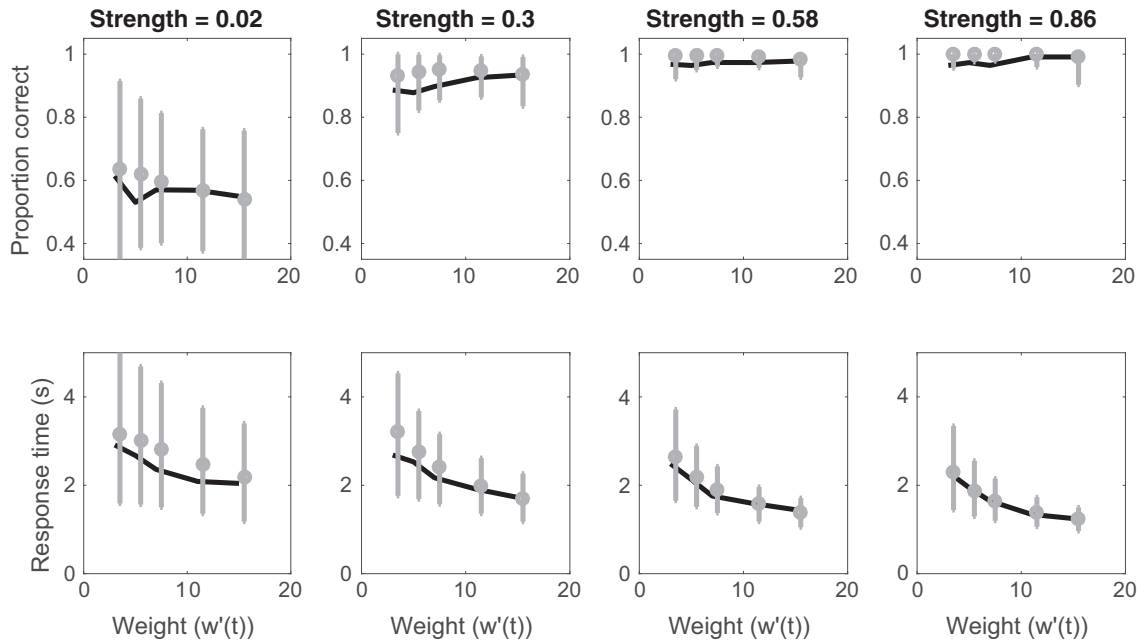 Strength = 0.02 Strength = 0.3 Strength = 0.58 Strength = 0.86
Proportion correct
1 1 1 1
0.8 0.8 0.8 0.8
0.6 0.6 0.6 0.6
0.4 0.4 0.4 0.4
0 10 20 0 10 20 0 10 20 0 10 20
Response time (s)
4 4 4 4
2 2 2 2
0 0 0 0
0 10 20 0 10 20 0 10 20 0 10 20
Weight (w'(t)) Weight (w'(t)) Weight (w'(t)) Weight (w'(t))